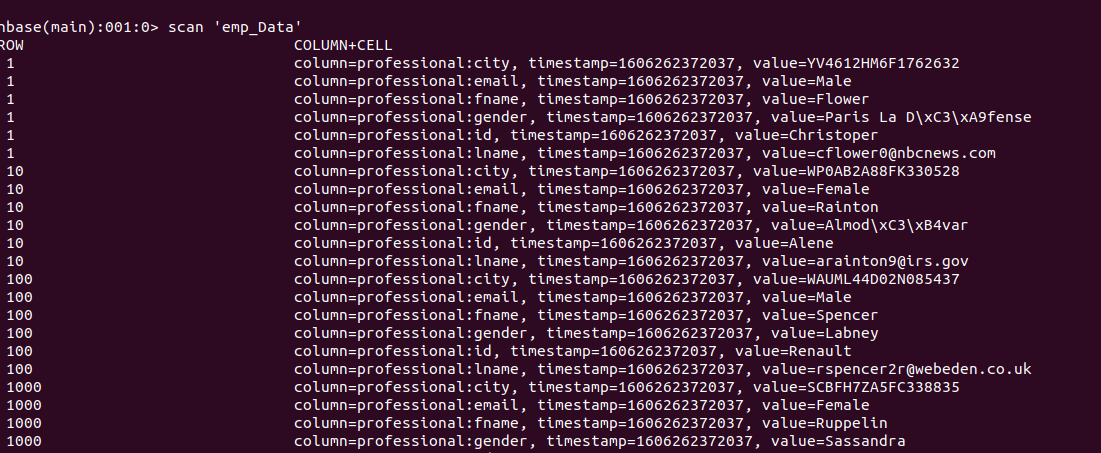 hbase(main):001:0> scan 'emp_Data'
ROW COLUMN+CELL
1 column=professional:city, timestamp=1606262372037, value=YV4612HM6F1762632
1 column=professional:email, timestamp=1606262372037, value=Male
1 column=professional:fname, timestamp=1606262372037, value=Flower
1 column=professional:gender, timestamp=1606262372037, value=Paris La D\xC3\xA9fense
1 column=professional:id, timestamp=1606262372037, value=Christoper
1 column=professional:lname, timestamp=1606262372037, value=cflower0@nbcnews.com
10 column=professional:city, timestamp=1606262372037, value=WP0AB2A88FK330528
10 column=professional:email, timestamp=1606262372037, value=Female
10 column=professional:fname, timestamp=1606262372037, value=Rainton
10 column=professional:gender, timestamp=1606262372037, value=Almod\xC3\xB4var
10 column=professional:id, timestamp=1606262372037, value=Alene
10 column=professional:lname, timestamp=1606262372037, value=arainton9@irs.gov
100 column=professional:city, timestamp=1606262372037, value=WAUML44D02N085437
100 column=professional:email, timestamp=1606262372037, value=Male
100 column=professional:fname, timestamp=1606262372037, value=Spencer
100 column=professional:gender, timestamp=1606262372037, value=Labney
100 column=professional:id, timestamp=1606262372037, value=Renault
100 column=professional:lname, timestamp=1606262372037, value=rspencer2r@webeden.co.uk
1000 column=professional:city, timestamp=1606262372037, value=SCBFH7ZA5FC338835
1000 column=professional:email, timestamp=1606262372037, value=Female
1000 column=professional:fname, timestamp=1606262372037, value=Ruppelin
1000 column=professional:gender, timestamp=1606262372037, value=Sassandra